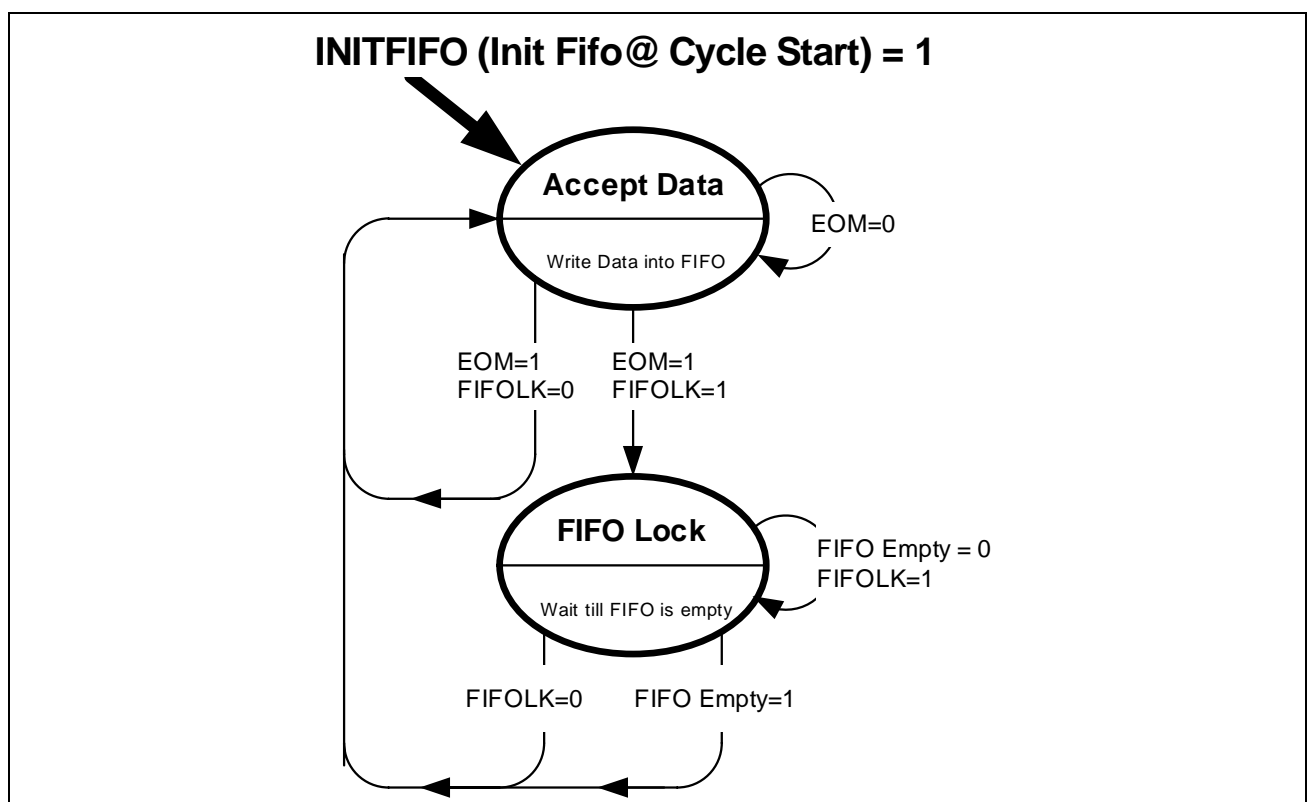 INITFIFO (Init Fifo@ Cycle Start) = 1
Accept Data
EOM=0
Write Data into FIFO
EOM=1
FIFOLK=0
EOM=1
FIFOLK=1
FIFO Lock
FIFO Empty = 0
FIFOLK=1
Wait till FIFO is empty
FIFOLK=0
FIFO Empty=1